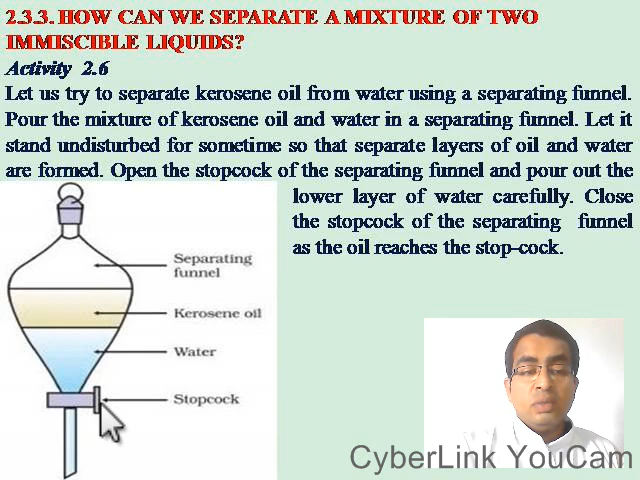 2.3.3. HOW CAN WE SEPARATE A MIXTURE OF TWO
IMMISCIBLE LIQUIDS?
Activity 2.6
Let us try to separate kerosene oil from water using a separating funnel.
Pour the mixture of kerosene oil and water in a separating funnel. Let it
stand undisturbed for sometime so that separate layers of oil and water
are formed. Open the stopcock of the separating funnel and pour out the
lower layer of water carefully. Close
the stopcock of the separating funnel
as the oil reaches the stop-cock.
Separating
funnel
Kerosene oil
Water
Stopcock
CyberLink YouCam